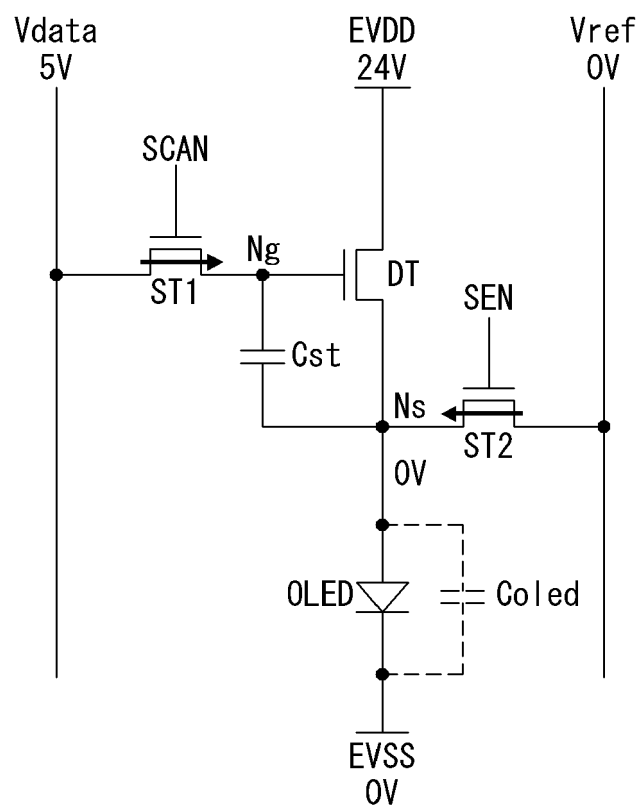 Vdata
5V
EVDD
24V
Vref
0V
SCAN
Ng
ST1
DT
SEN
Cst
Ns
ST2
0V
OLED
Coled
EVSS
0V